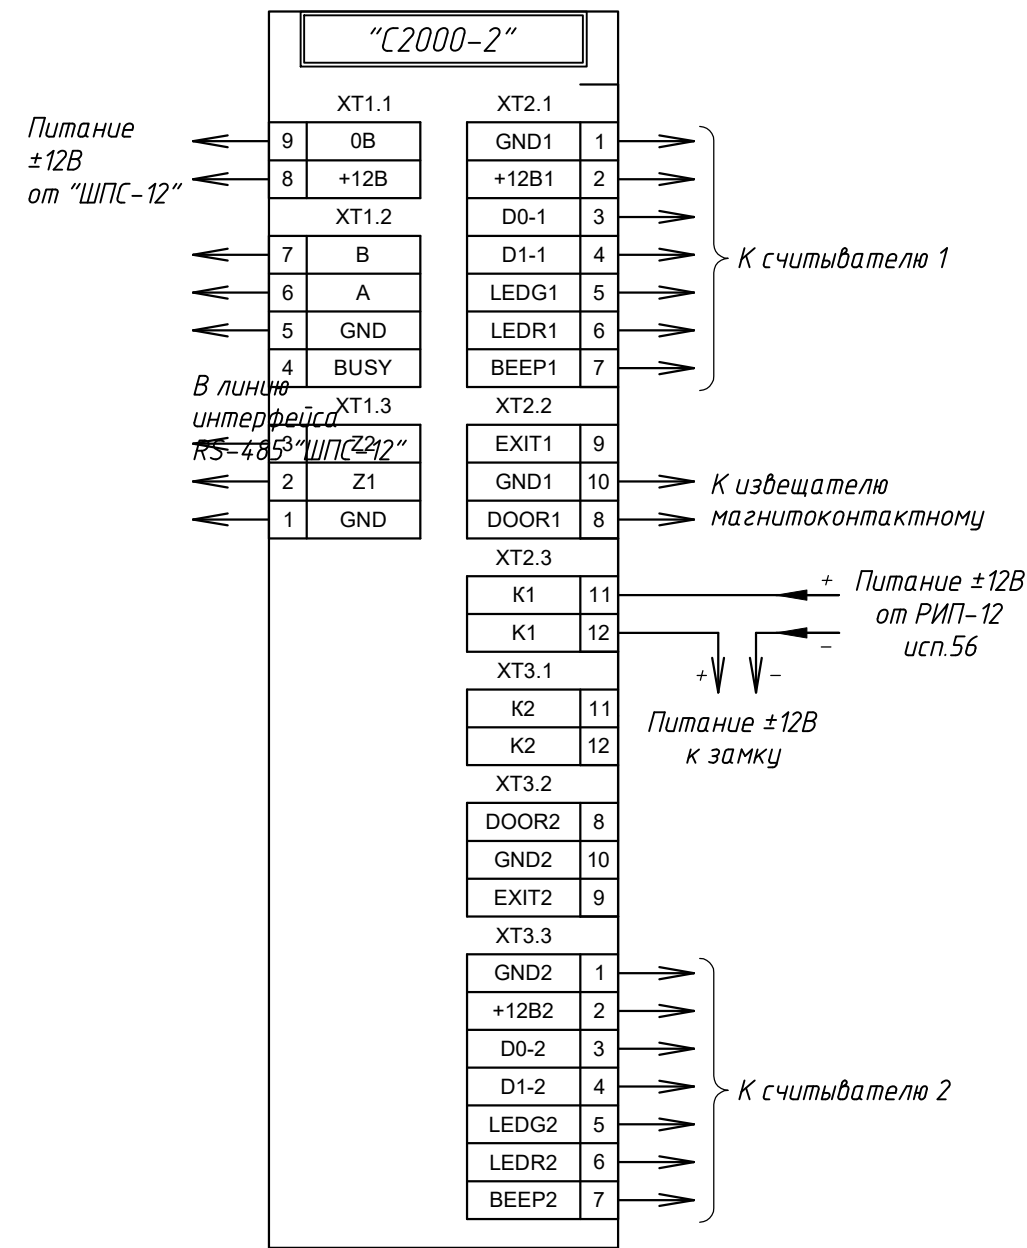 "С2000-2"
Питание
±12В
от "ШПС-12"
XT1.1
9 0В
8 +12В
XT1.2
7 B
6 A
5 GND
4 BUSY
В линию
интерфейса
RS-485 "ШПС-12"
XT1.3
3 Z2
2 Z1
1 GND
XT2.1
GND1 1
+12В1 2
D0-1 3
D1-1 4
LEDG1 5
LEDR1 6
BEEP1 7
К считывателю 1
XT2.2
EXIT1 9
GND1 10
DOOR1 8
К извещателю
магнитоконтактному
XT2.3
К1 11
К1 12
+ Питание ±12В
от РИП-12
– исп.56
+ –
Питание ±12В
к замку
XT3.1
К2 11
К2 12
XT3.2
DOOR2 8
GND2 10
EXIT2 9
XT3.3
GND2 1
+12В2 2
D0-2 3
D1-2 4
LEDG2 5
LEDR2 6
BEEP2 7
К считывателю 2